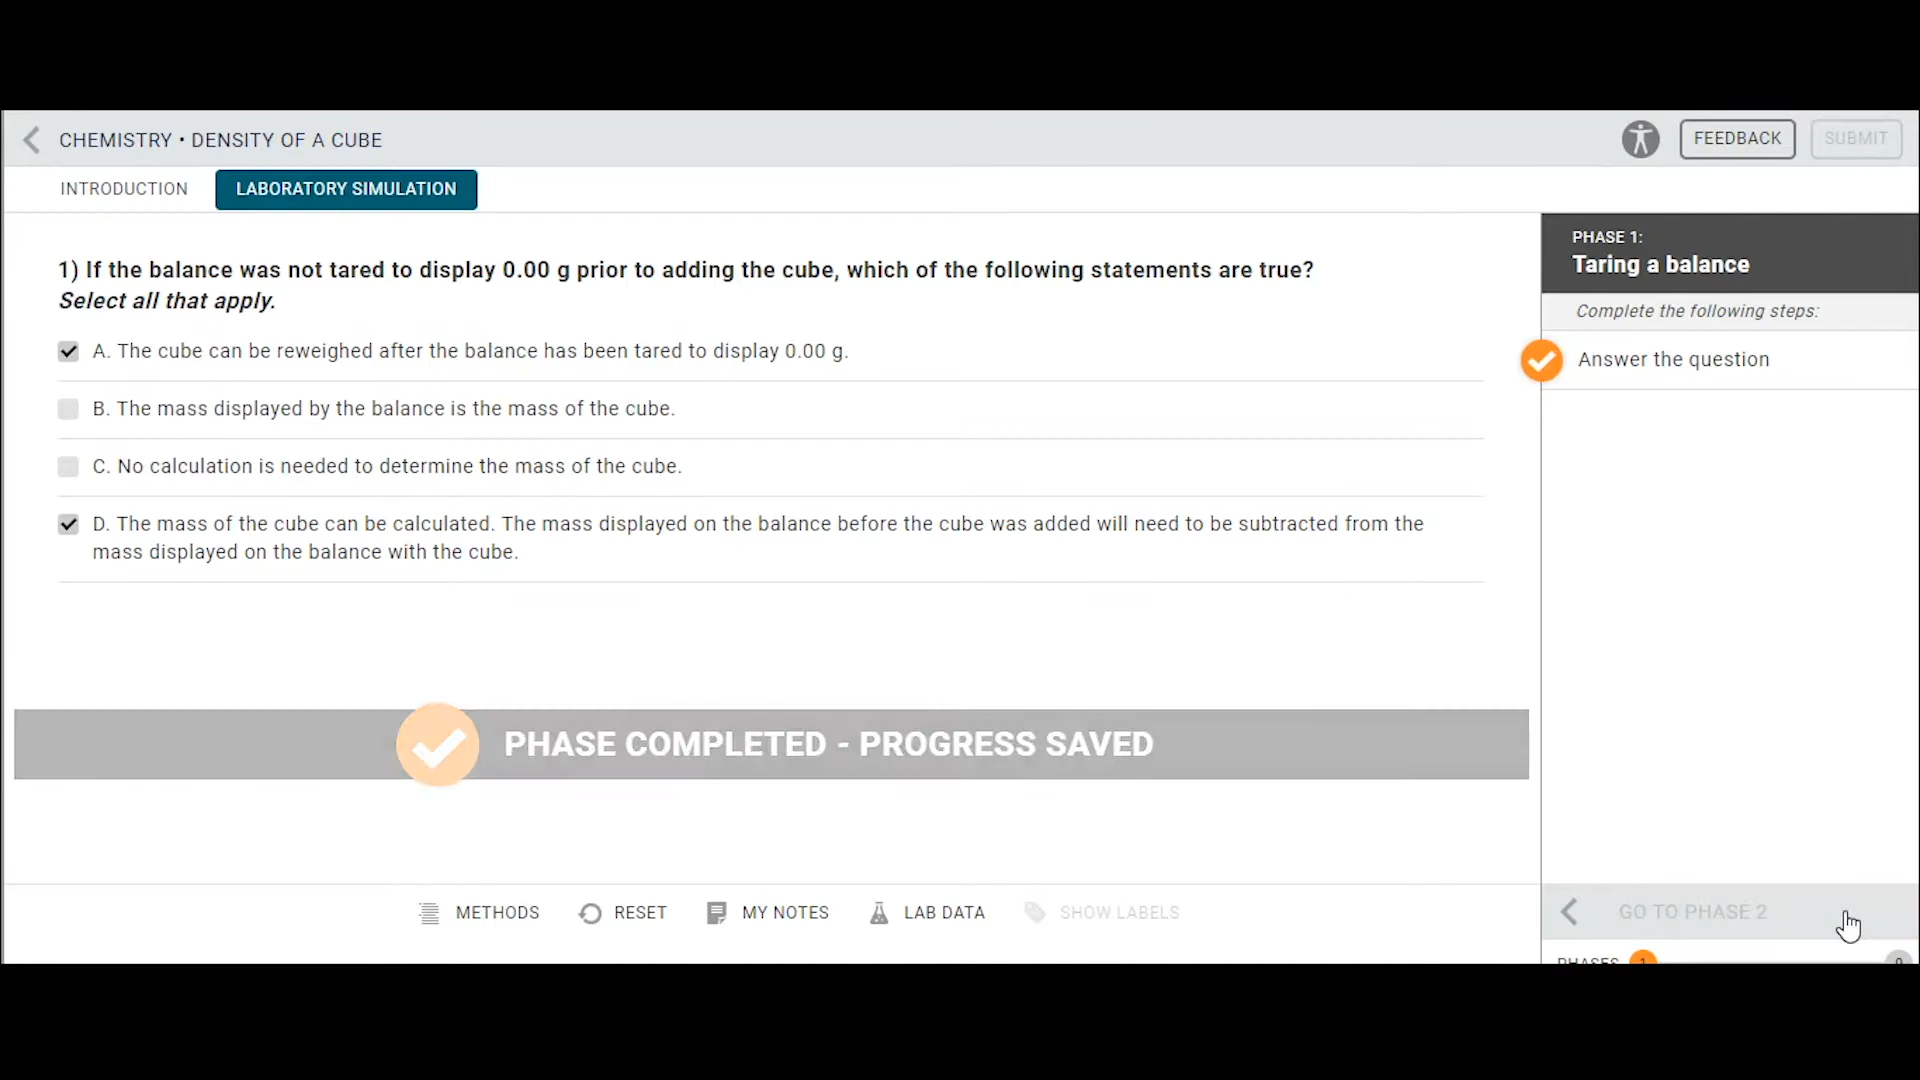 CHEMISTRY • DENSITY OF A CUBE
FEEDBACK
SUBMIT
INTRODUCTION
LABORATORY SIMULATION
1) If the balance was not tared to display 0.00 g prior to adding the cube, which of the following statements are true?
Select all that apply.
A. The cube can be reweighed after the balance has been tared to display 0.00 g.
B. The mass displayed by the balance is the mass of the cube.
C. No calculation is needed to determine the mass of the cube.
D. The mass of the cube can be calculated. The mass displayed on the balance before the cube was added will need to be subtracted from the
mass displayed on the balance with the cube.
PHASE COMPLETED - PROGRESS SAVED
PHASE 1:
Taring a balance
Complete the following steps:
Answer the question
METHODS
RESET
MY NOTES
LAB DATA
SHOW LABELS
GO TO PHASE 2
PHASES
1